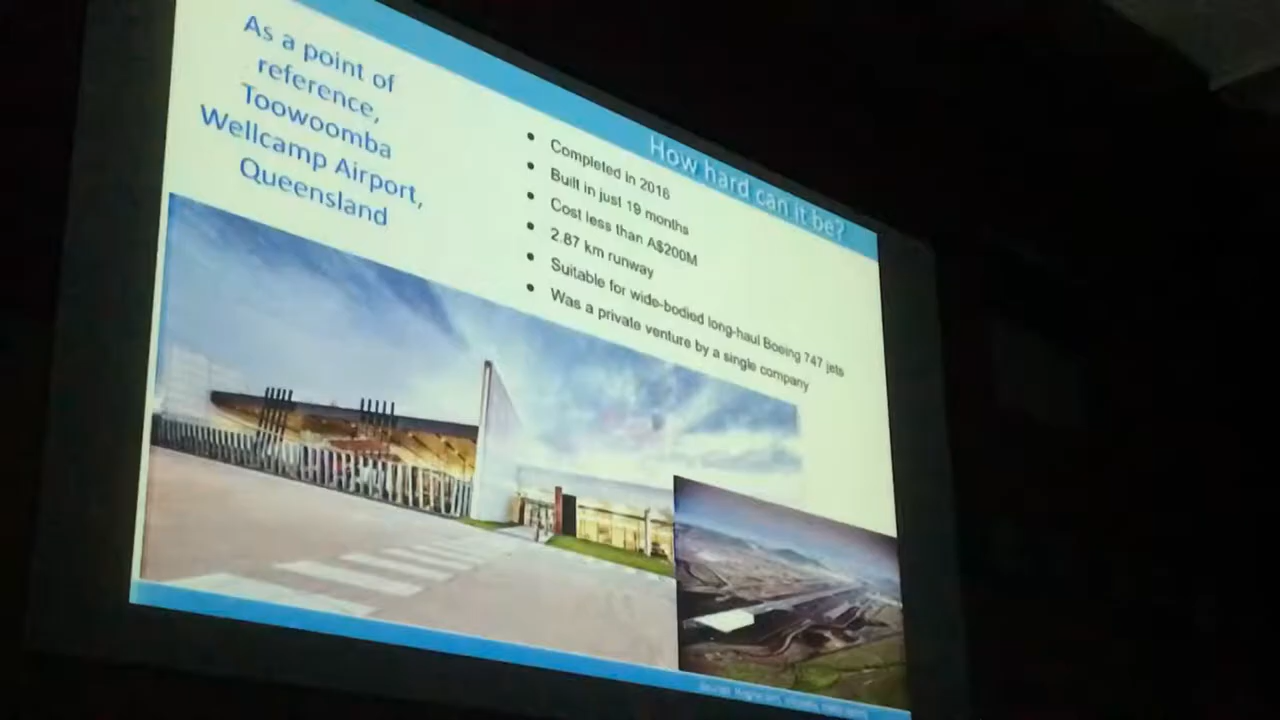 How hard can it be?
As a point of
reference,
Toowoomba
Wellcamp Airport,
Queensland
• Completed in 2016
• Built in just 19 months
• Cost less than A$200M
• 2.87 km runway
• Suitable for wide-bodied long-haul Boeing 747 jets
• Was a private venture by a single company